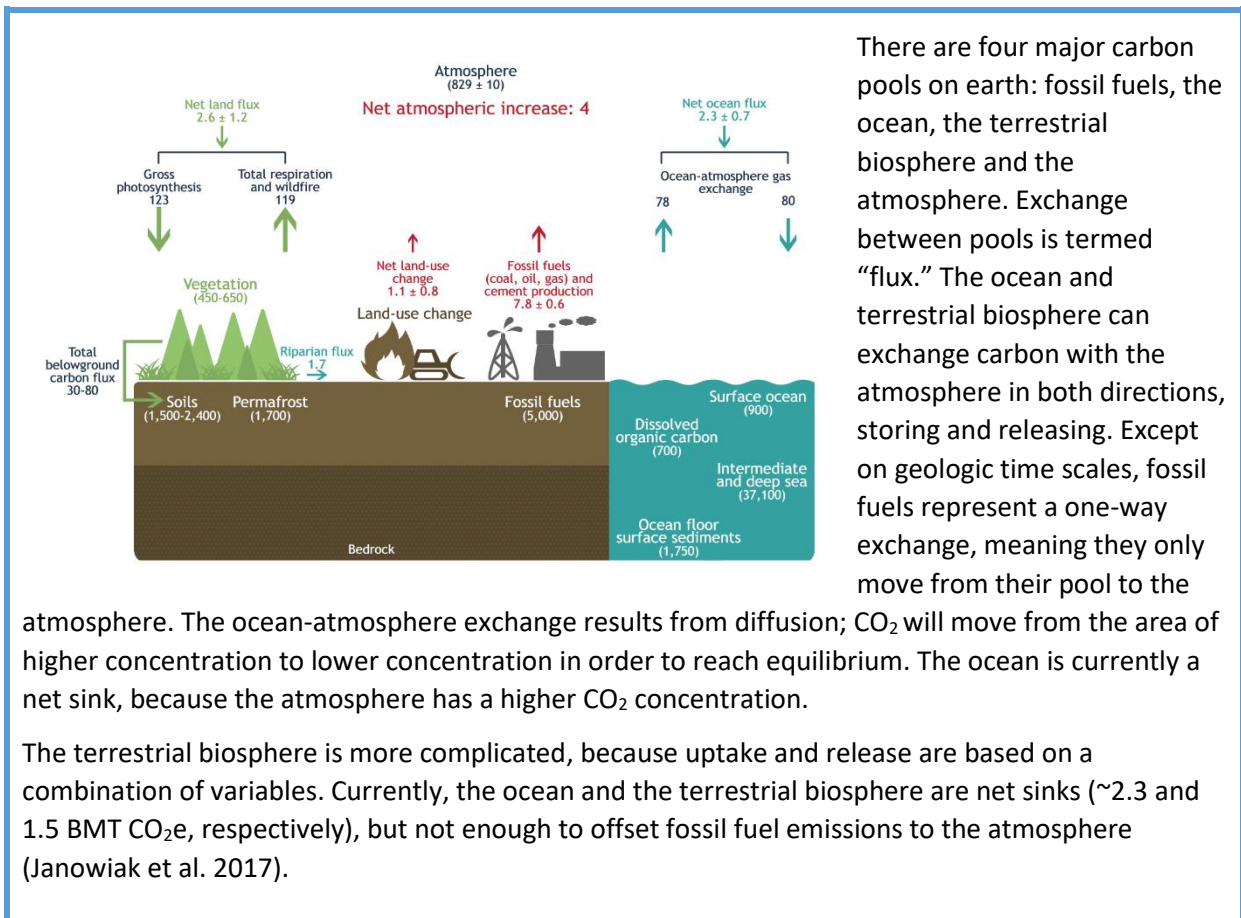 Atmosphere
(829 ± 10)
Net atmospheric increase: 4
Net land flux
2.6 ± 1.2
Gross
photosynthesis
123
Total respiration
and wildfire
119
Net ocean flux
2.3 ± 0.7
Ocean-atmosphere gas
exchange
78
80
Vegetation
(450-650)
Net land-use
change
1.1 ± 0.8
Land-use change
Fossil fuels
(coal, oil, gas) and
cement production
7.8 ± 0.6
Total
belowground
carbon flux
30-80
Riparian flux
1.7
Soils
(1,500-2,400)
Permafrost
(1,700)
Fossil fuels
(5,000)
Surface ocean
(900)
Dissolved
organic carbon
(700)
Intermediate
and deep sea
(37,100)
Ocean floor
surface sediments
(1,750)
Bedrock
There are four major carbon
pools on earth: fossil fuels, the
ocean, the terrestrial
biosphere and the
atmosphere. Exchange
between pools is termed
“flux.” The ocean and
terrestrial biosphere can
exchange carbon with the
atmosphere in both directions,
storing and releasing. Except
on geologic time scales, fossil
fuels represent a one-way
exchange, meaning they only
move from their pool to the
atmosphere. The ocean-atmosphere exchange results from diffusion; CO₂ will move from the area of
higher concentration to lower concentration in order to reach equilibrium. The ocean is currently a
net sink, because the atmosphere has a higher CO₂ concentration.
The terrestrial biosphere is more complicated, because uptake and release are based on a
combination of variables. Currently, the ocean and the terrestrial biosphere are net sinks (~2.3 and
1.5 BMT CO₂e, respectively), but not enough to offset fossil fuel emissions to the atmosphere
(Janowiak et al. 2017).